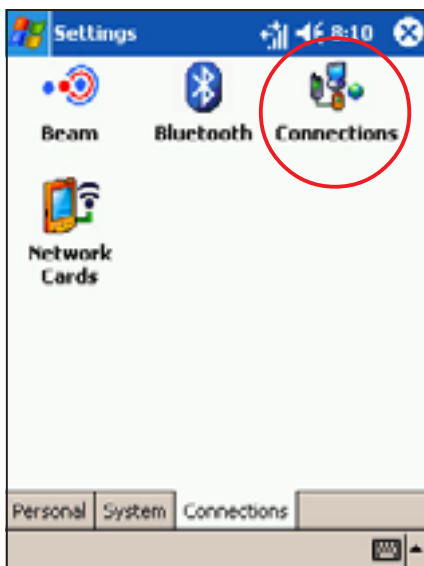 Settings 8:10
Beam Bluetooth Connections
Network
Cards
Personal System Connections